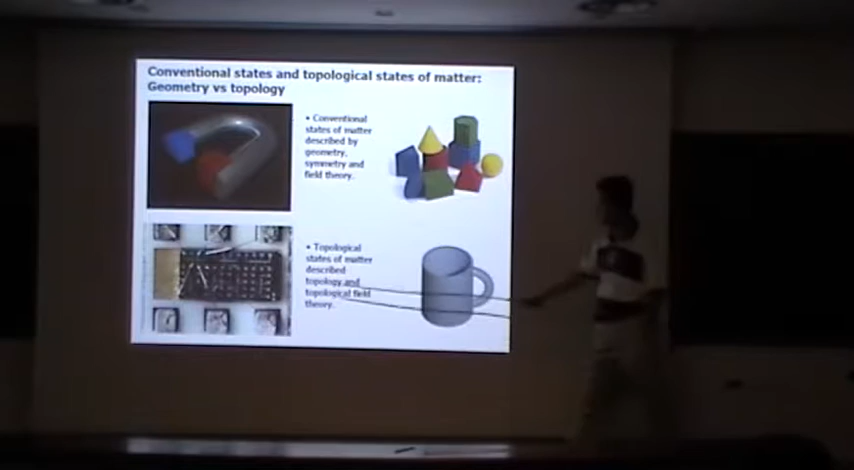 Conventional states and topological states of matter:
Geometry vs topology
• Conventional
states of matter
described by
geometry,
symmetry and
field theory.
• Topological
states of matter
described
topology and
topological field
theory.